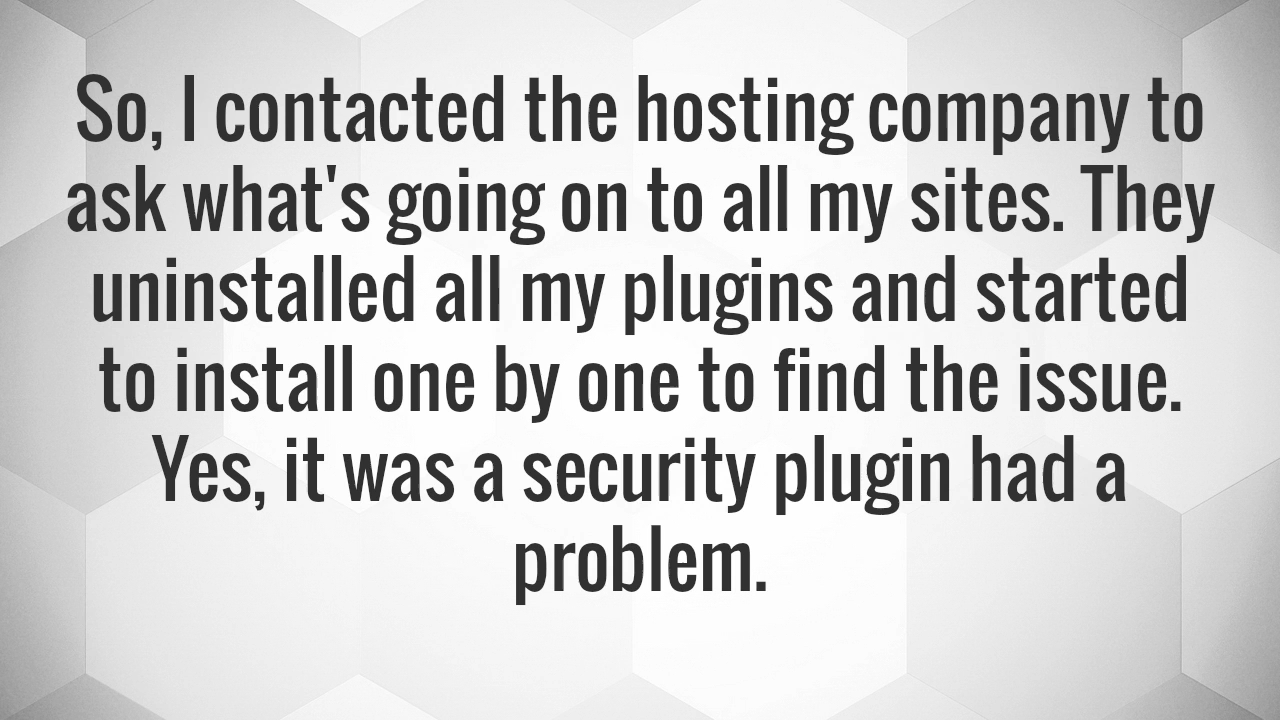 So, I contacted the hosting company to
ask what's going on to all my sites. They
uninstalled all my plugins and started
to install one by one to find the issue.
Yes, it was a security plugin had a
problem.